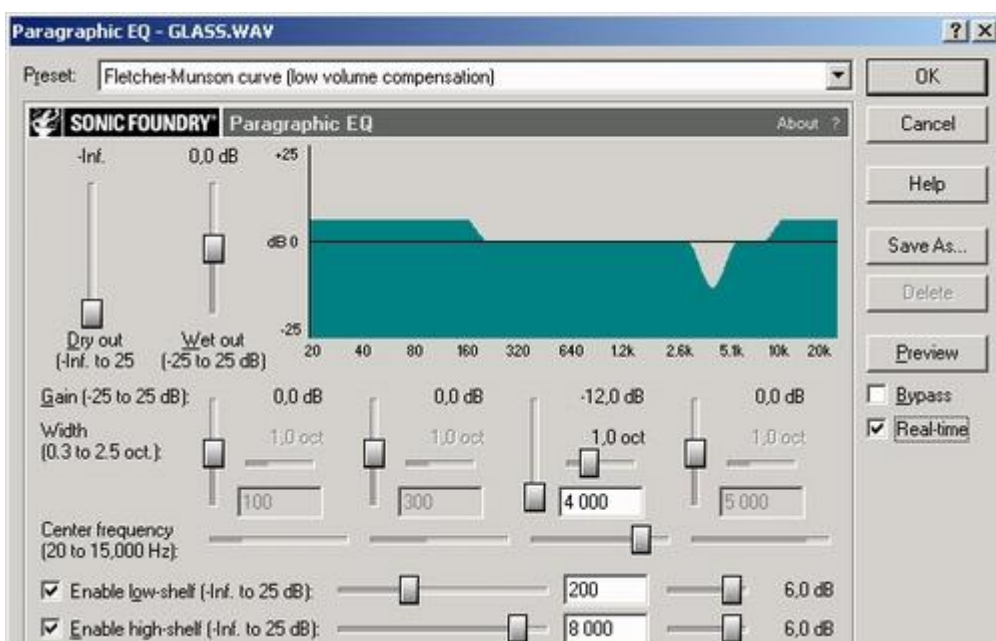 Paragraphic EQ - GLASS.WAV
Preset: Fletcher-Munson curve (low volume compensation)
OK
SONIC FOUNDRY Paragraphic EQ About ?
Cancel
-Inf. 0,0 dB +25
Help
dB 0
Save As...
Delete
-25
Dry out Wet out
(-Inf. to 25 (-25 to 25 dB)
20 40 80 160 320 640 1.2k 2.6k 5.1k 10k 20k
Preview
Gain (-25 to 25 dB): 0,0 dB 0,0 dB -12,0 dB 0,0 dB
Bypass
Width
(0.3 to 2.5 oct.): 1,0 oct 1,0 oct 1,0 oct 1,0 oct
Real-time
100 300 4 000 5 000
Center frequency
(20 to 15,000 Hz):
Enable low-shelf (-Inf. to 25 dB): 200 6,0 dB
Enable high-shelf (-Inf. to 25 dB): 8 000 6,0 dB